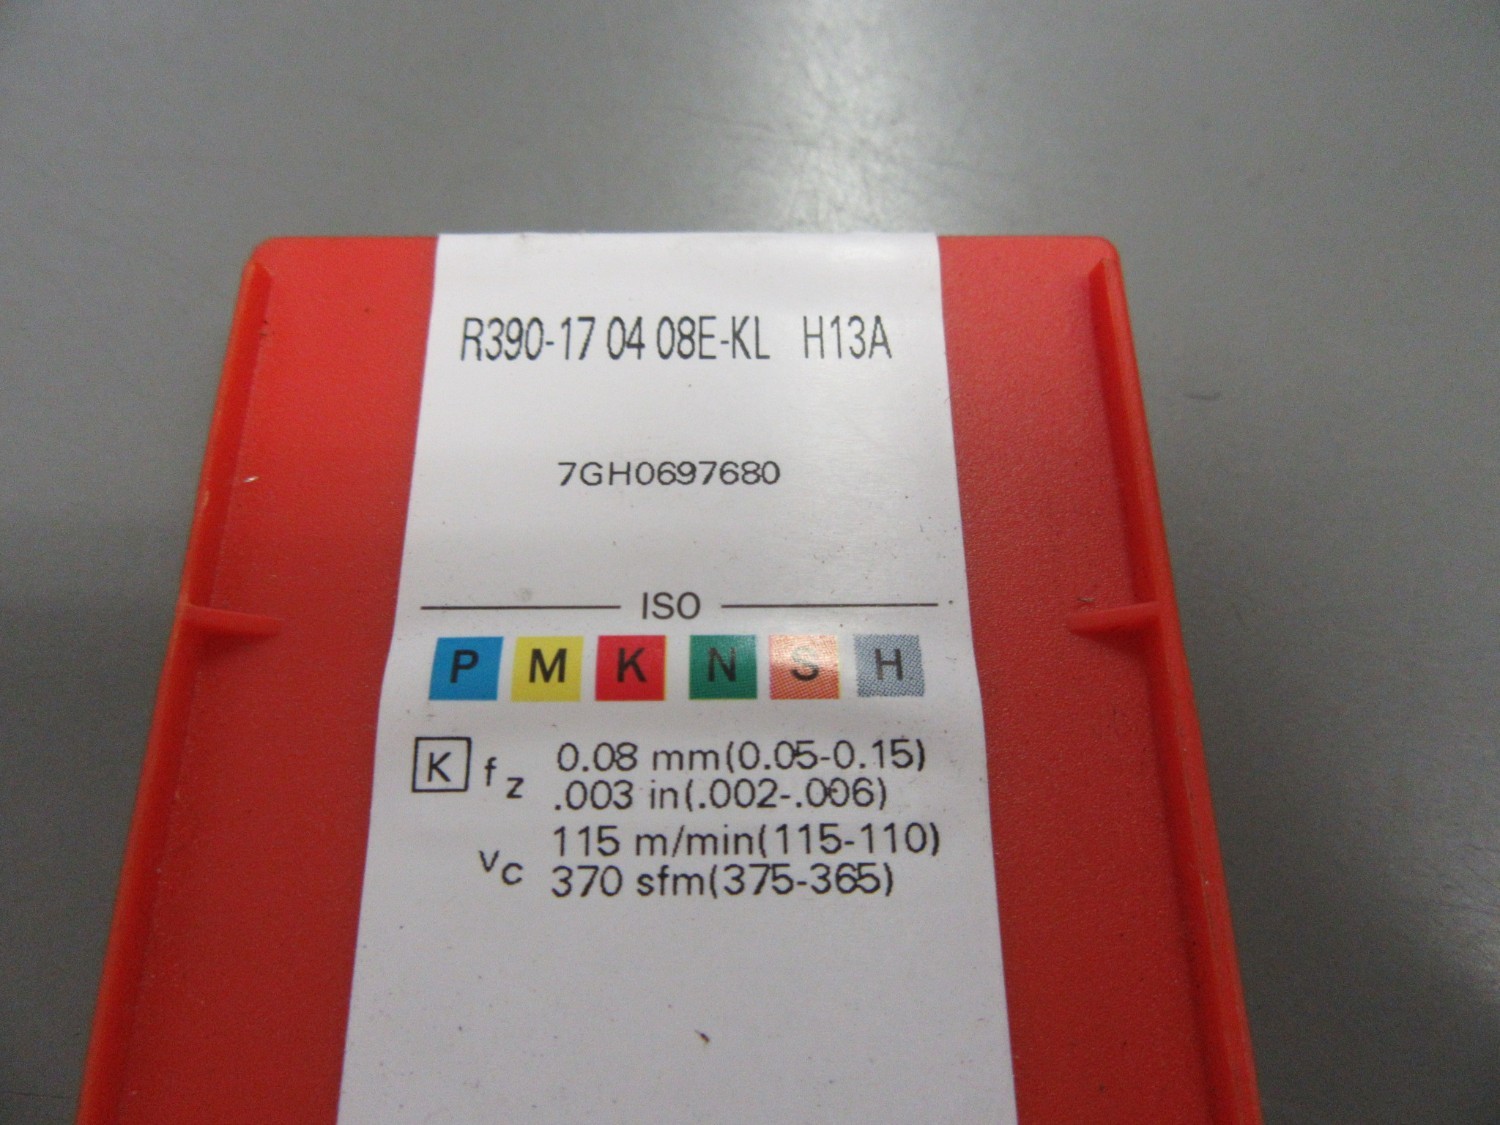 R390-17 04 08E-KL H13A
7GH0697680
ISO
P M K N S H
K fz 0.08 mm(0.05-0.15)
.003 in(.002-.006)
vc 115 m/min(115-110)
370 sfm(375-365)